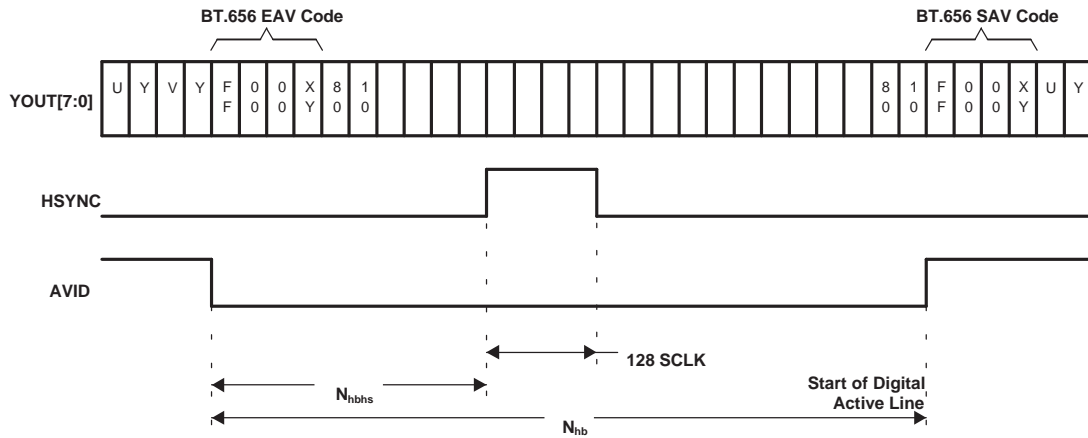 BT.656 EAV Code
BT.656 SAV Code
YOUT[7:0]
U Y V Y F 0 0 X 8 1 8 1 F 0 0 X U Y
F 0 0 Y 0 0 0 0 F 0 0 Y
HSYNC
AVID
128 SCLK
Nhbhs
Start of Digital
Active Line
Nhb